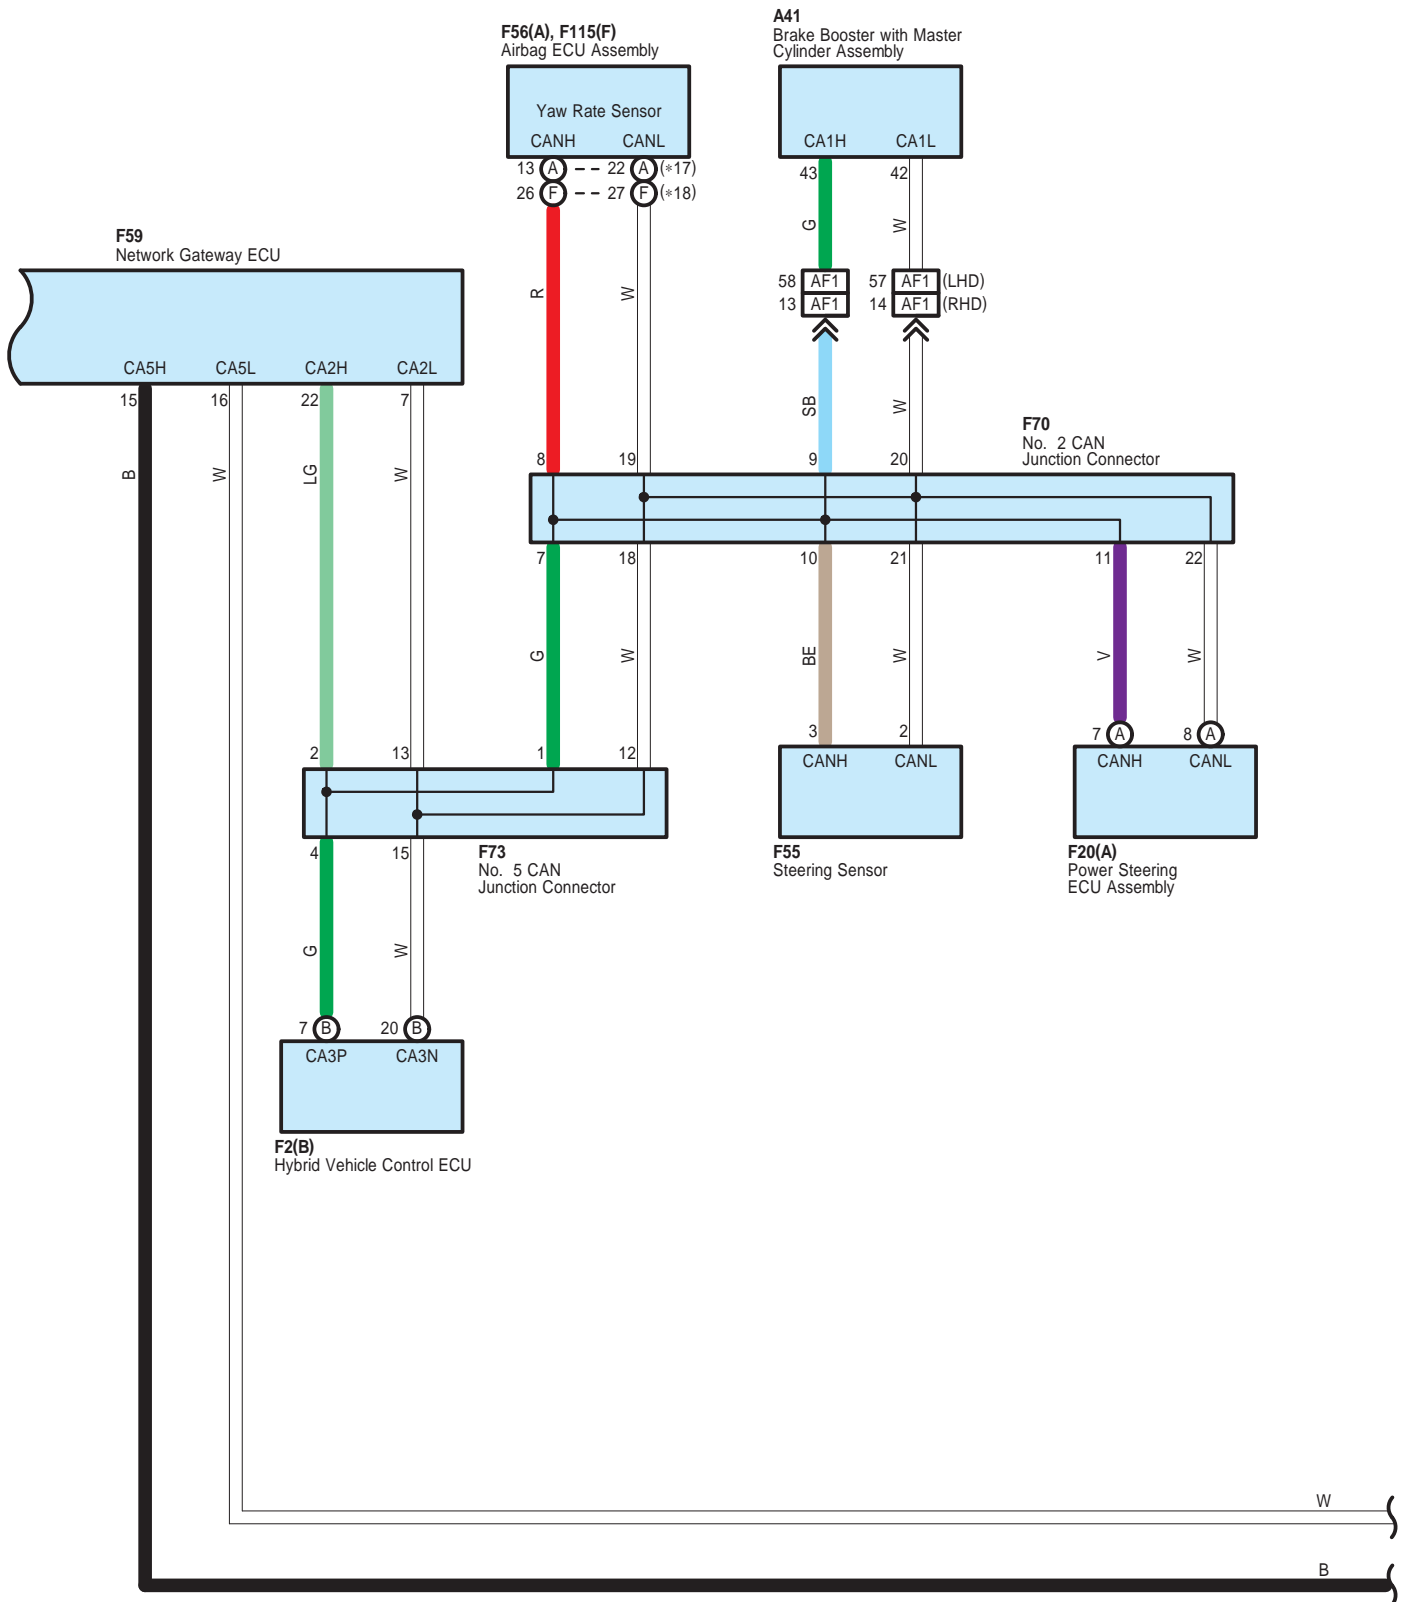 A41
Brake Booster with Master
Cylinder Assembly
F56(A), F115(F)
Airbag ECU Assembly
Yaw Rate Sensor
CANH CANL
CA1H CA1L
13 A 22 A (*17)
26 F 27 F (*18)
43 42
G W
F59
Network Gateway ECU
58 AF1 57 AF1 (LHD)
13 AF1 14 AF1 (RHD)
R W
CA5H CA5L CA2H CA2L
15 16 22 7
B W LG W
SB W
F70
No. 2 CAN
Junction Connector
8 19 9 20
7 18 10 21 11 22
G W BE W V W
3 2 7 A 8 A
2 13 1 12
CANH CANL CANH CANL
4 15
F73
No. 5 CAN
Junction Connector
F55
Steering Sensor
F20(A)
Power Steering
ECU Assembly
G W
7 B 20 B
CA3P CA3N
F2(B)
Hybrid Vehicle Control ECU
W
B